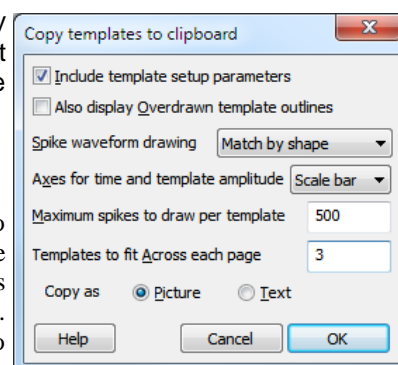 Copy templates to clipboard
Include template setup parameters
Also display Overdrawn template outlines
Spike waveform drawing Match by shape
Axes for time and template amplitude Scale bar
Maximum spikes to draw per template 500
Templates to fit Across each page 3
Copy as Picture Text
Help Cancel OK